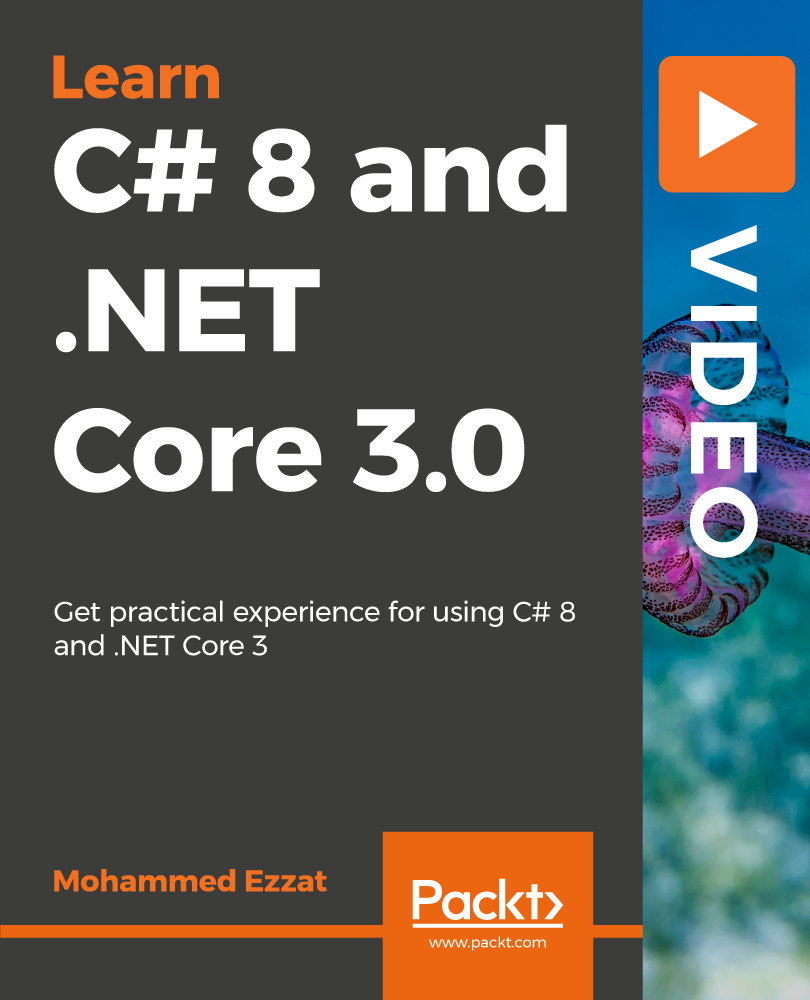 Learn
C# 8 and
.NET
Core 3.0
Get practical experience for using C# 8
and .NET Core 3
Mohammed Ezzat
Packt>
www.packt.com
VIDEO